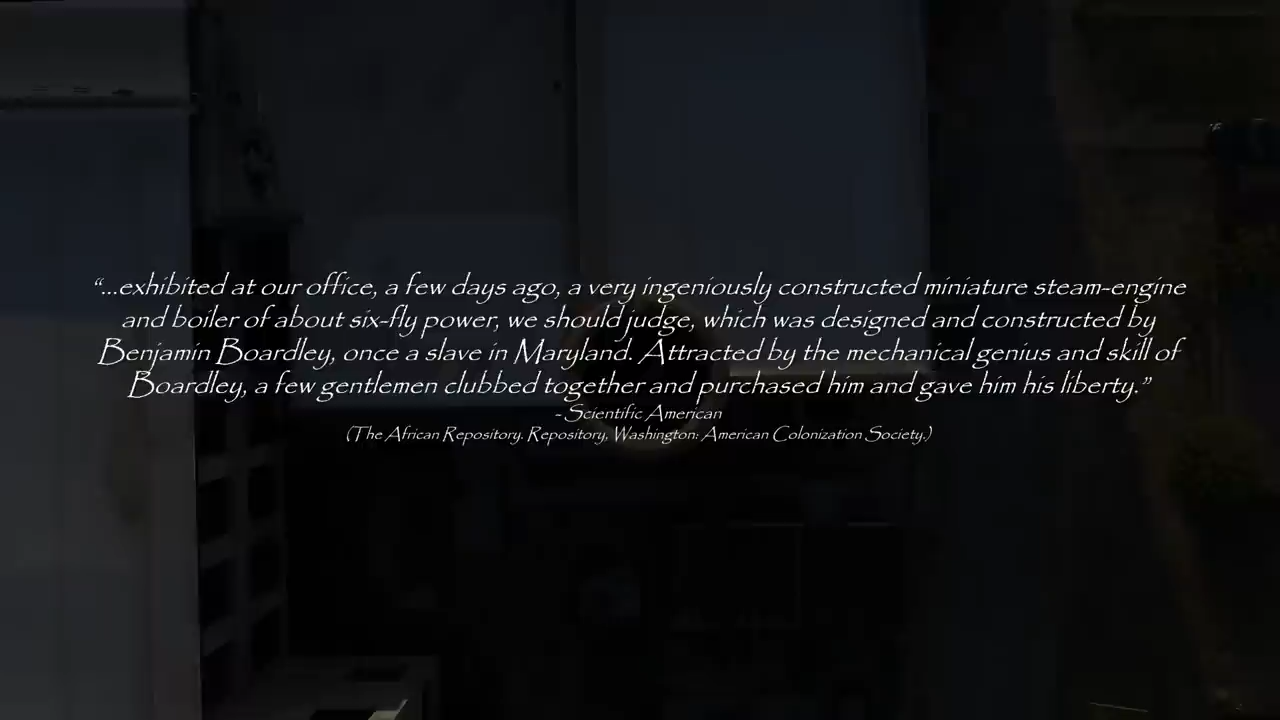 “...exhibited at our office, a few days ago, a very ingeniously constructed miniature steam-engine
and boiler of about six-fly power, we should judge, which was designed and constructed by
Benjamin Boardley, once a slave in Maryland. Attracted by the mechanical genius and skill of
Boardley, a few gentlemen clubbed together and purchased him and gave him his liberty.”
- Scientific American
(The African Repository. Repository, Washington: American Colonization Society.)